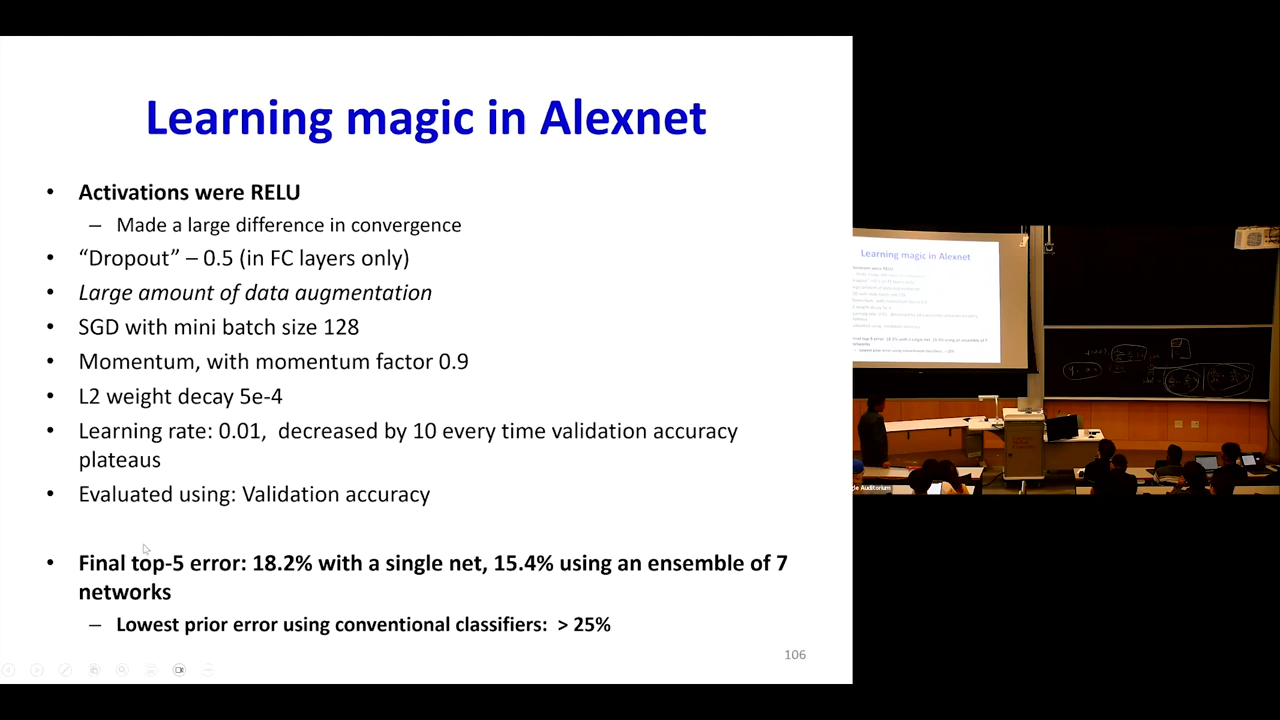 Learning magic in Alexnet
• Activations were RELU
– Made a large difference in convergence
• “Dropout” – 0.5 (in FC layers only)
• Large amount of data augmentation
• SGD with mini batch size 128
• Momentum, with momentum factor 0.9
• L2 weight decay 5e-4
• Learning rate: 0.01, decreased by 10 every time validation accuracy
plateaus
• Evaluated using: Validation accuracy
• Final top-5 error: 18.2% with a single net, 15.4% using an ensemble of 7
networks
– Lowest prior error using conventional classifiers: > 25%
106
Learning magic in Alexnet
Auditorium